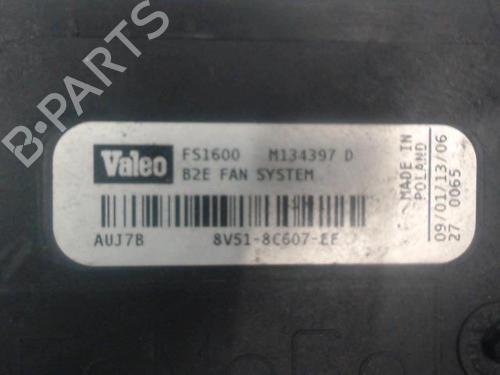 B-PARTS
Valeo
FS1600 M134397 D
B2E FAN SYSTEM
AUJ7B 8V51-8C607-EF
MADE IN
POLAND
09/01/13/06
27 0065